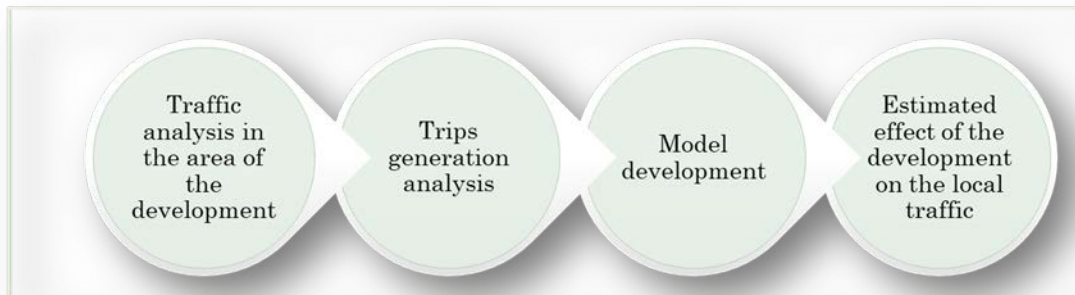 Traffic
analysis in
the area of
the
development
Trips
generation
analysis
Model
development
Estimated
effect of the
development
on the local
traffic